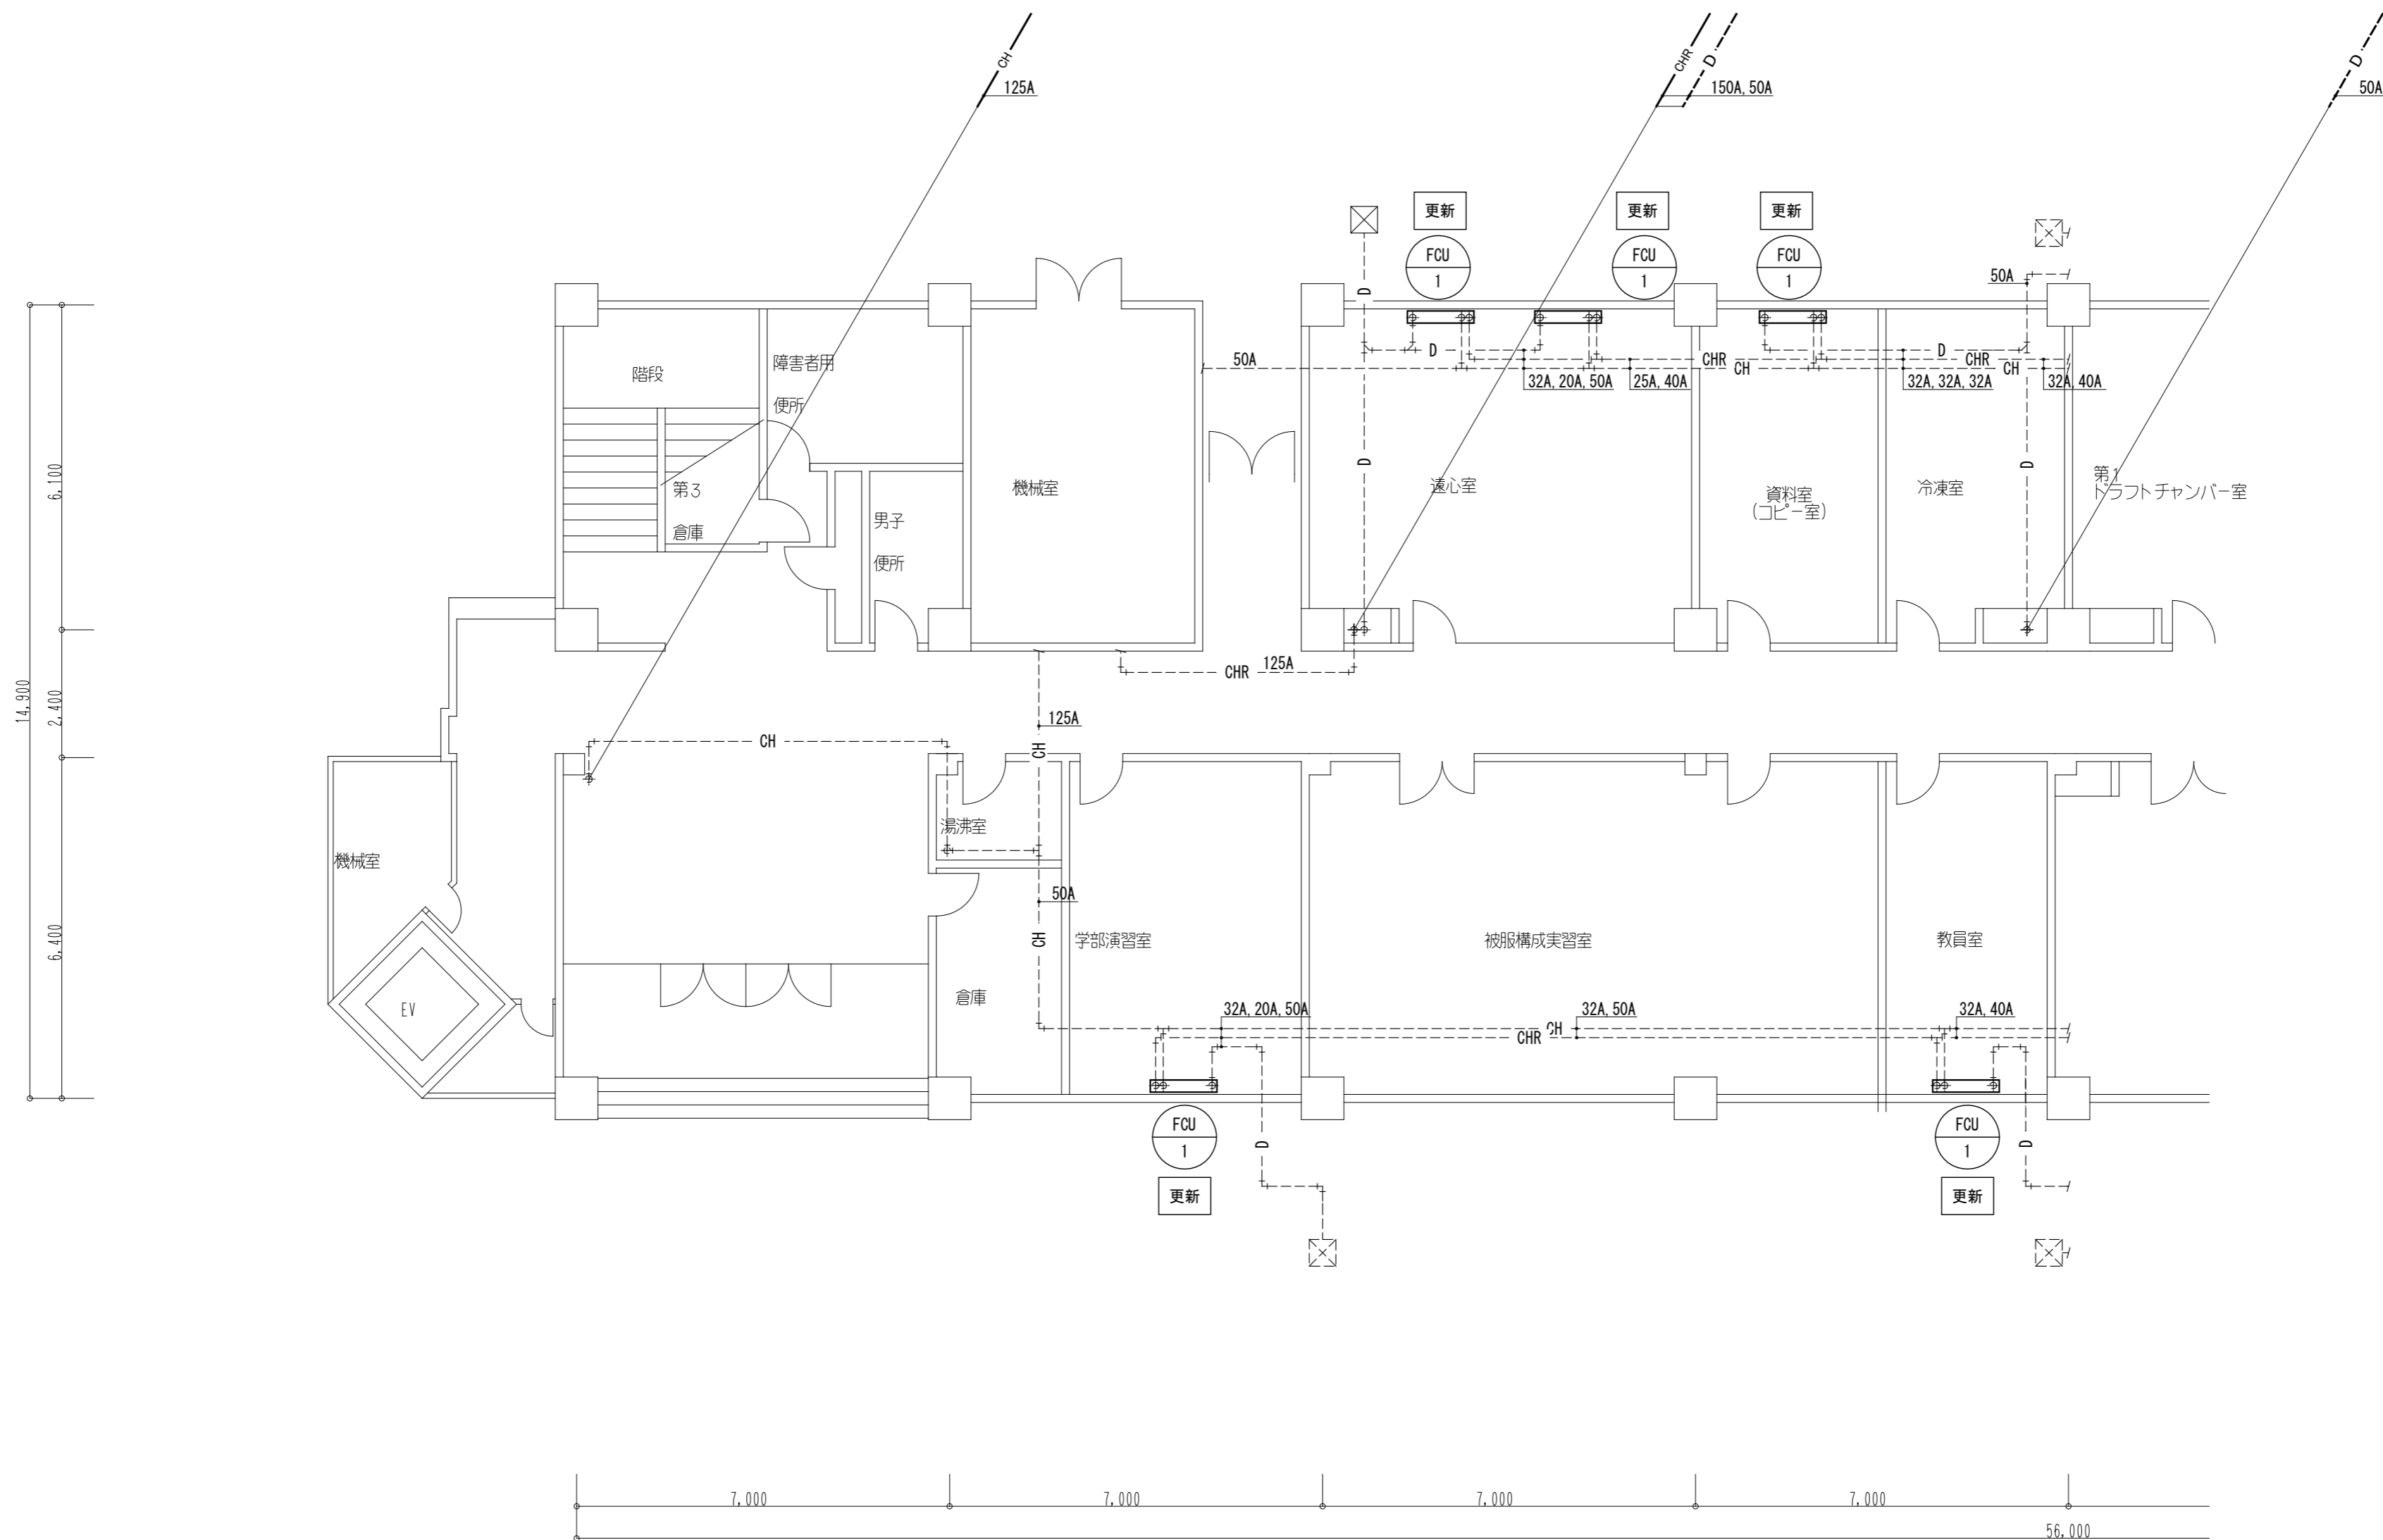 CH
125A
CHR
D
150A, 50A
D
50A
更新
更新
更新
FCU
1
FCU
1
FCU
1
50A
D
50A
D
CHR
CH
D
CHR
CH
32A, 20A, 50A
25A, 40A
32A, 32A, 32A
32A, 40A
階段
障害者用
便所
第3
倉庫
男子
便所
機械室
D
遠心室
資料室
(コピー室)
冷凍室
D
第1
ドラフトチャンバー室
6,100
2,400
14,900
6,400
CHR
125A
125A
CH
CH
湯沸室
機械室
50A
CH
学部演習室
被服構成実習室
教員室
倉庫
EV
32A, 20A, 50A
32A, 50A
32A, 40A
CH
CHR
FCU
1
D
FCU
1
D
更新
更新
7,000
7,000
7,000
7,000
56,000